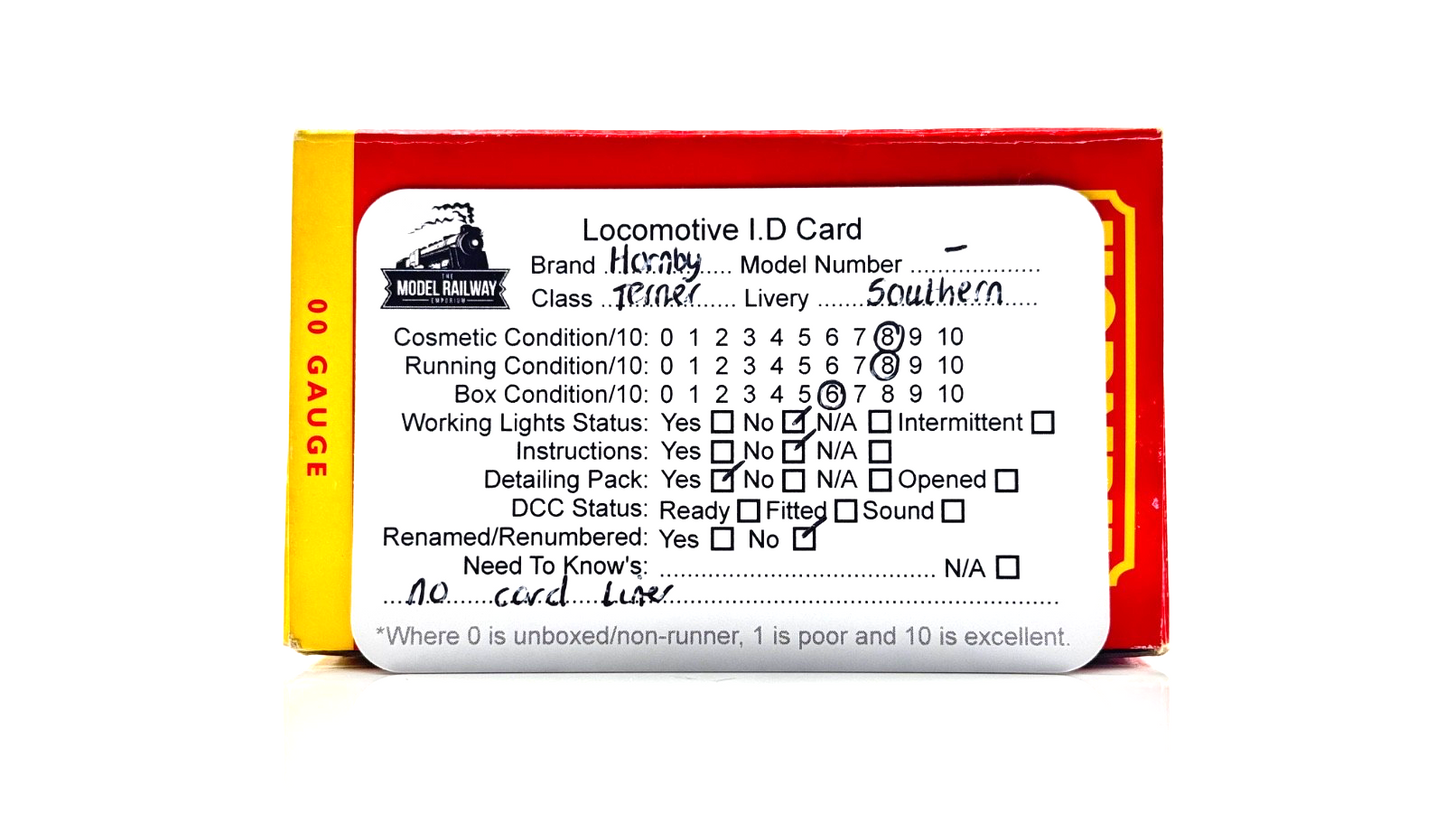 00 GAUGE
THE
MODEL RAILWAY
EMPORIUM
Locomotive I.D Card
Brand Hornby Model Number –
Class Terrier Livery Southern
Cosmetic Condition/10: 0 1 2 3 4 5 6 7 8 9 10
Running Condition/10: 0 1 2 3 4 5 6 7 8 9 10
Box Condition/10: 0 1 2 3 4 5 6 7 8 9 10
Working Lights Status: Yes No N/A Intermittent
Instructions: Yes No N/A
Detailing Pack: Yes No N/A Opened
DCC Status: Ready Fitted Sound
Renamed/Renumbered: Yes No
Need To Know's: N/A
no card liner
*Where 0 is unboxed/non-runner, 1 is poor and 10 is excellent.